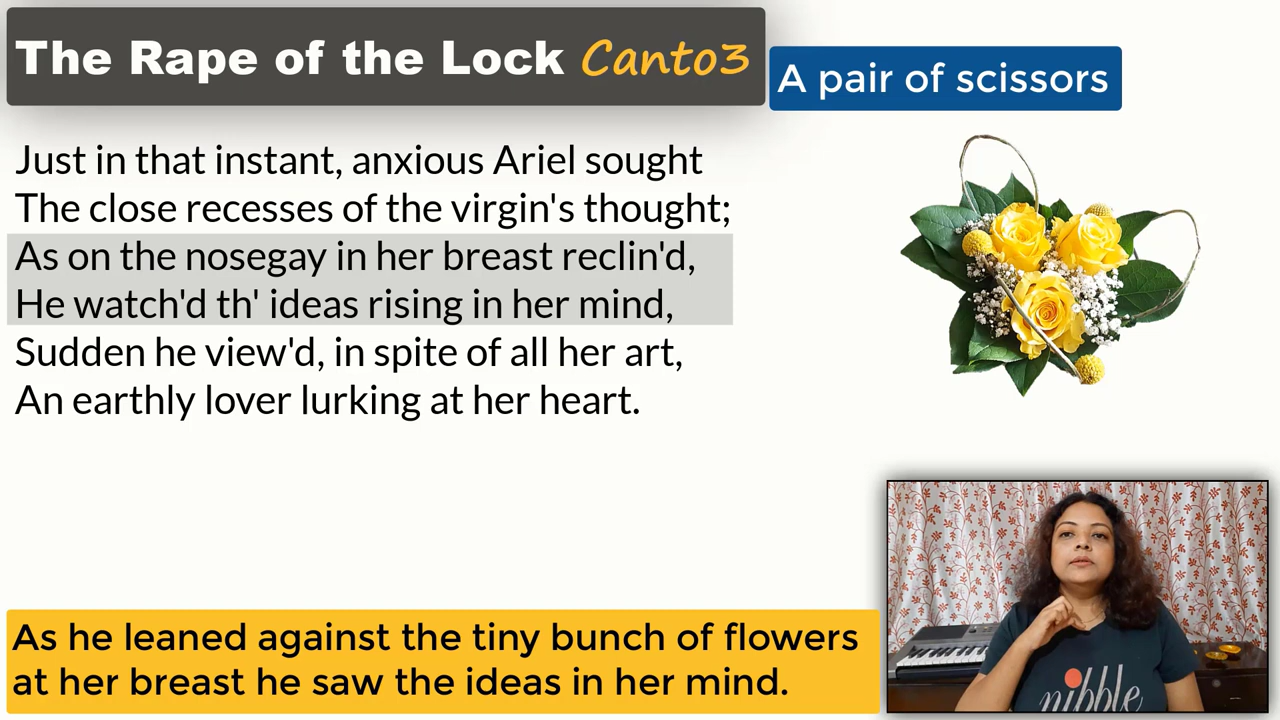 The Rape of the Lock Canto3
A pair of scissors
Just in that instant, anxious Ariel sought
The close recesses of the virgin's thought;
As on the nosegay in her breast reclin'd,
He watch'd th' ideas rising in her mind,
Sudden he view'd, in spite of all her art,
An earthly lover lurking at her heart.
As he leaned against the tiny bunch of flowers
at her breast he saw the ideas in her mind.
nibble